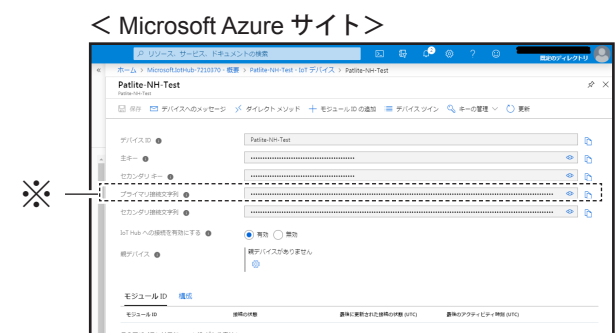 < Microsoft Azure サイト>
リソース、サービス、ドキュメントの検索
既定のディレクトリ
ホーム > MicrosoftIotHub-7210370 - 概要 > Patlite-NH-Test - IoT デバイス > Patlite-NH-Test
Patlite-NH-Test
Patlite-NH-Test
保存 デバイスへのメッセージ ダイレクト メソッド モジュール ID の追加 デバイス ツイン キーの管理 更新
デバイス ID Patlite-NH-Test
主キー
セカンダリ キー
※ プライマリ接続文字列
セカンダリ接続文字列
IoT Hub への接続を有効にする 有効 無効
親デバイス 親デバイスがありません
モジュール ID 構成
モジュール ID 接続の状態 最後に更新された接続の状態 (UTC) 最後のアクティビティ時刻 (UTC)